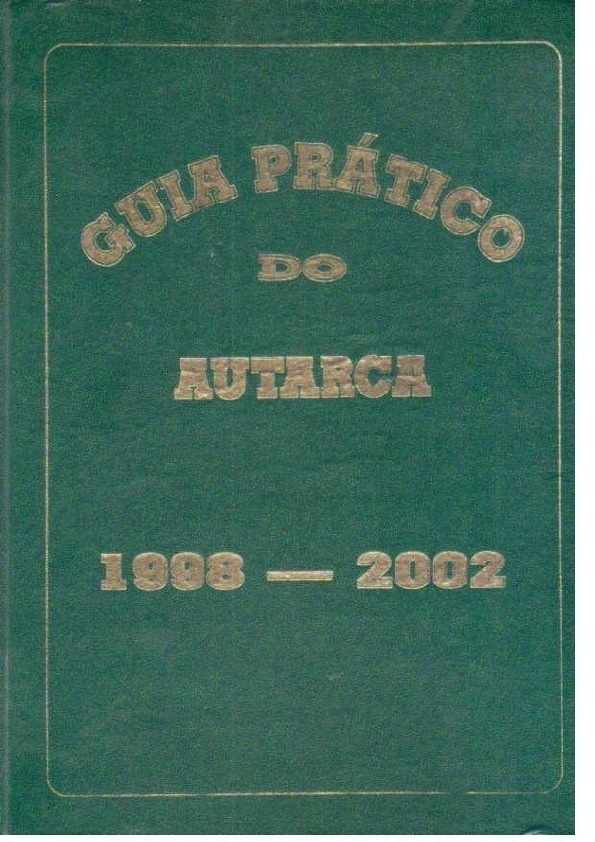 GUIA PRÁTICO
DO
AUTARCA
1998 — 2002